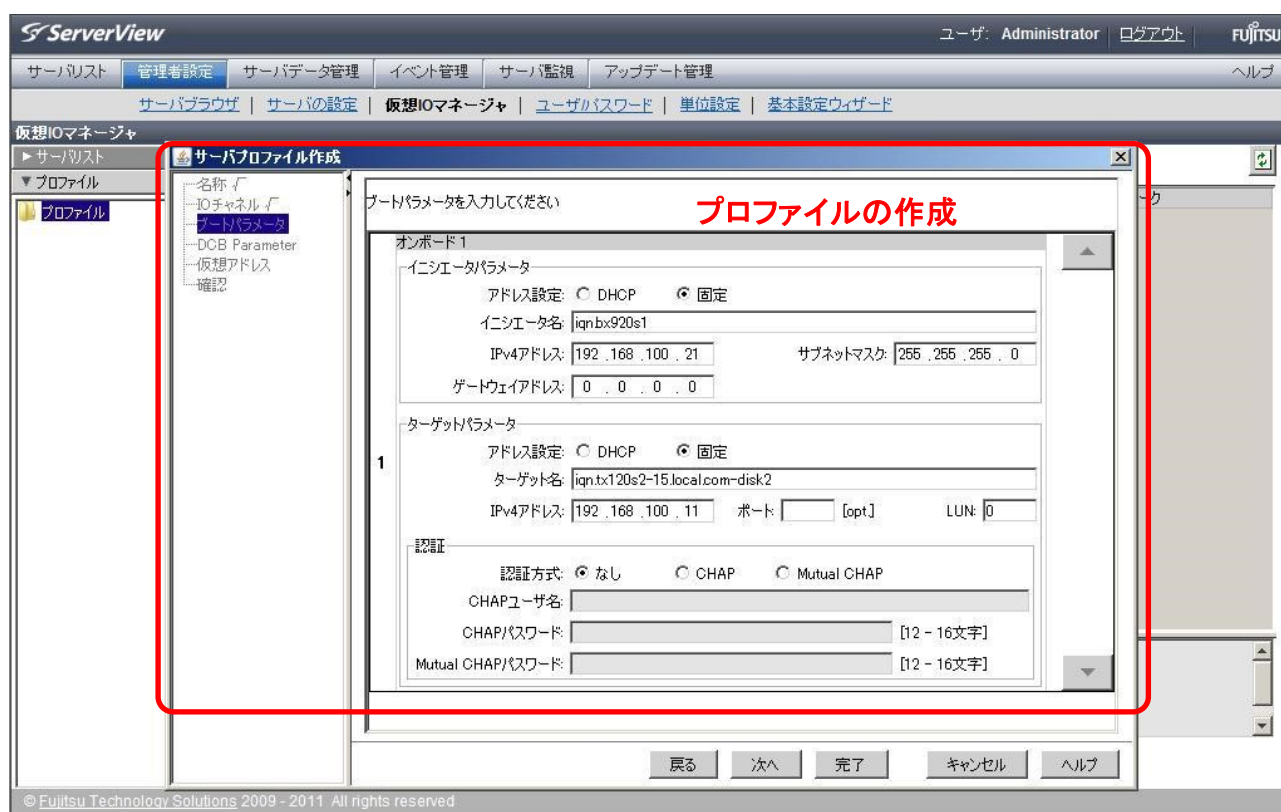 ServerView ユーザ: Administrator ログアウト FUJITSU
サーバリスト 管理者設定 サーバデータ管理 イベント管理 サーバ監視 アップデート管理 ヘルプ
サーバブラウザ | サーバの設定 | 仮想IOマネージャ | ユーザ/パスワード | 単位設定 | 基本設定ウィザード
仮想IOマネージャ
サーバリスト
プロファイル
プロファイル
サーバプロファイル作成
名称 √
IOチャネル √
ブートパラメータ
DCB Parameter
仮想アドレス
確認
ブートパラメータを入力してください
プロファイルの作成
1
オンボード 1
イニシエータパラメータ
アドレス設定: DHCP 固定
イニシエータ名: iqn.bx920s1
IPv4アドレス: 192 .168 .100 . 21 サブネットマスク: 255 .255 .255 . 0
ゲートウェイアドレス: 0 . 0 . 0 . 0
ターゲットパラメータ
アドレス設定: DHCP 固定
ターゲット名: iqn.tx120s2-15.local.com-disk2
IPv4アドレス: 192 .168 .100 . 11 ポート: [opt.] LUN: 0
認証
認証方式: なし CHAP Mutual CHAP
CHAPユーザ名:
CHAPパスワード: [12 - 16文字]
Mutual CHAPパスワード: [12 - 16文字]
戻る 次へ 完了 キャンセル ヘルプ
© Fujitsu Technology Solutions 2009 - 2011 All rights reserved